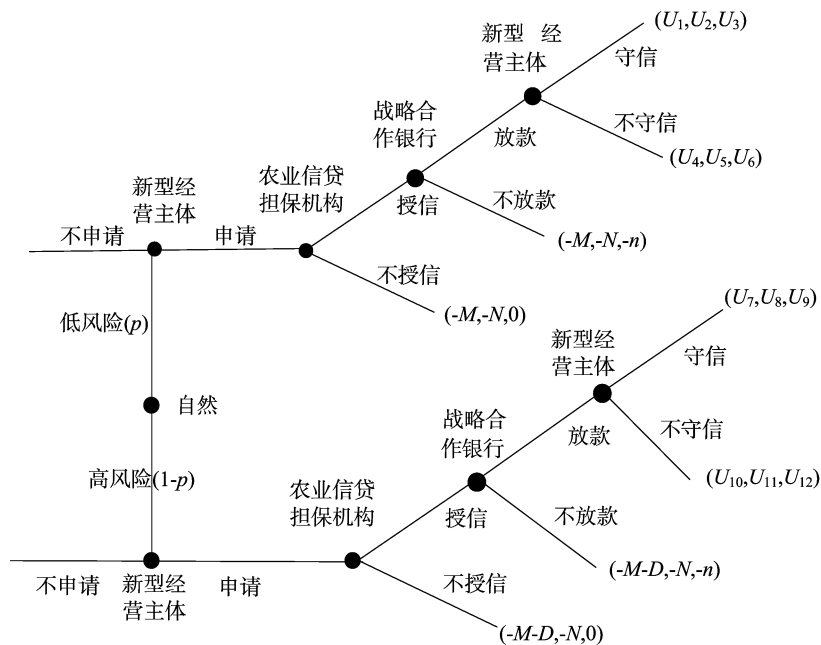 (U₁,U₂,U₃)
新型 经
营主体
守信
战略合
作银行
放款
不守信
(U₄,U₅,U₆)
农业信贷
担保机构
新型经
营主体
授信
不放款
不申请
申请
(-M,-N,-n)
不授信
(-M,-N,0)
低风险(p)
(U₇,U₈,U₉)
新型经
营主体
守信
自然
战略合
作银行
放款
不守信
高风险(1-p)
农业信贷
担保机构
(U₁₀,U₁₁,U₁₂)
授信
不放款
(-M-D,-N,-n)
不申请
新型经
营主体
申请
不授信
(-M-D,-N,0)